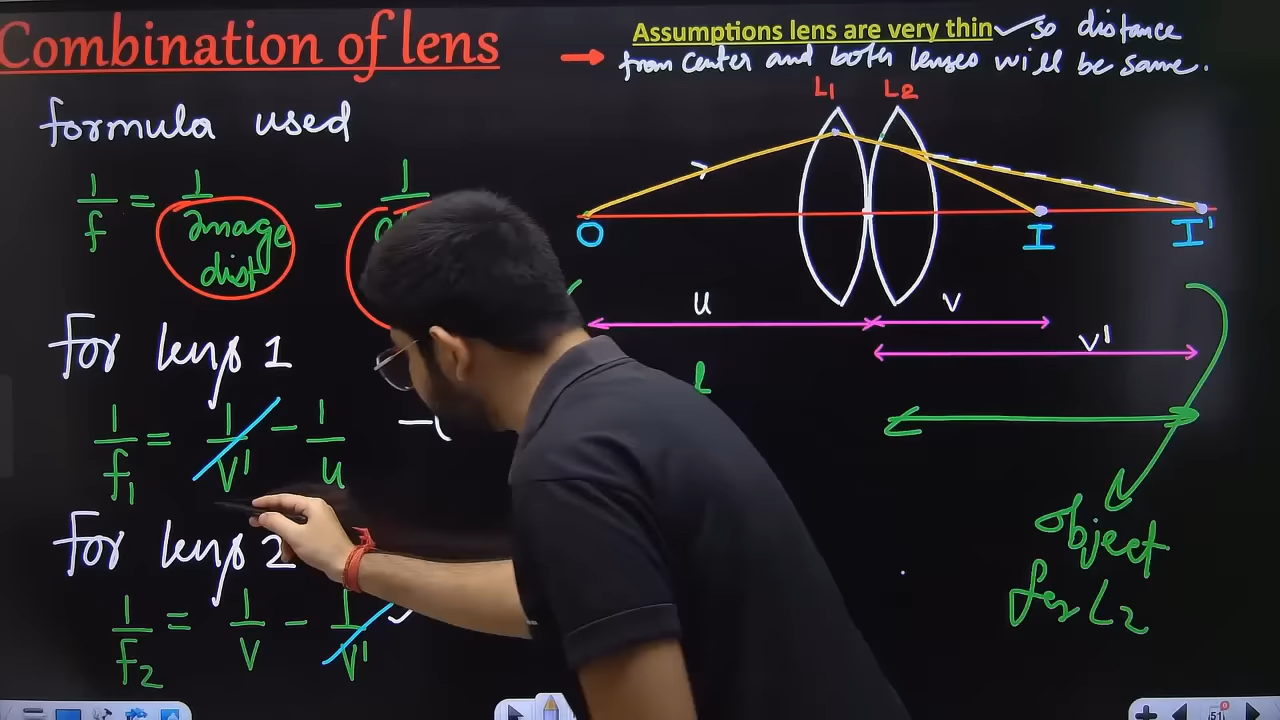 Combination of lens
Assumptions lens are very thin so distance
from center and both lenses will be same.
formula used
1/f = 1/Image dist - 1/
L1 L2
O I I'
u v
v'
For lens 1
1/f1 = 1/v' - 1/u
For lens 2
1/f2 = 1/v - 1/v'
object
for L2
51